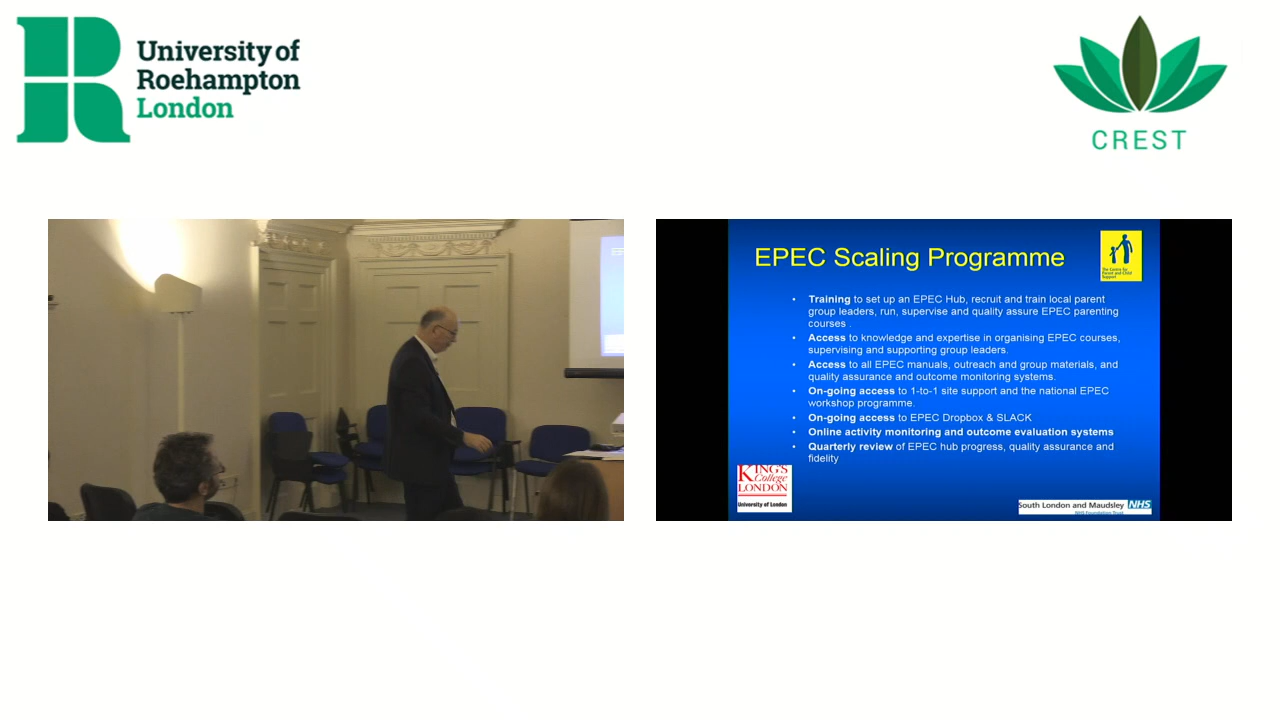 University of
Roehampton
London
CREST
EPEC Scaling Programme
The Centre for
Parent and Child
Support
• Training to set up an EPEC Hub, recruit and train local parent
group leaders, run, supervise and quality assure EPEC parenting
courses .
• Access to knowledge and expertise in organising EPEC courses,
supervising and supporting group leaders.
• Access to all EPEC manuals, outreach and group materials, and
quality assurance and outcome monitoring systems.
• On-going access to 1-to-1 site support and the national EPEC
workshop programme.
• On-going access to EPEC Dropbox & SLACK
• Online activity monitoring and outcome evaluation systems
• Quarterly review of EPEC hub progress, quality assurance and
fidelity
KING'S
College
LONDON
University of London
South London and Maudsley NHS
NHS Foundation Trust